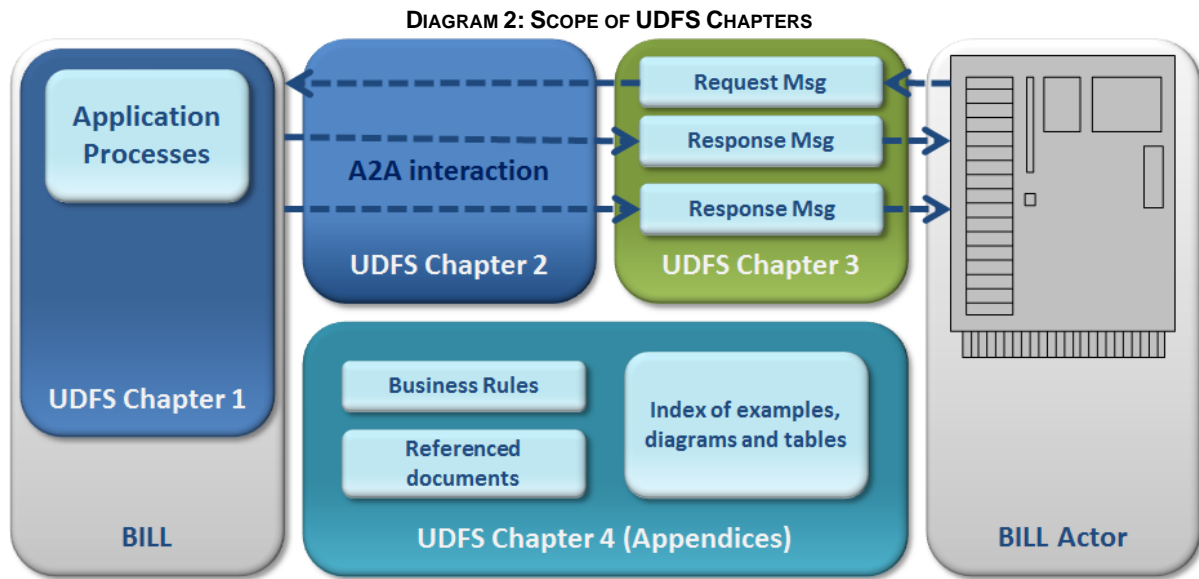 DIAGRAM 2: SCOPE OF UDFS CHAPTERS
Application
Processes
UDFS Chapter 1
BILL
A2A interaction
UDFS Chapter 2
Request Msg
Response Msg
Response Msg
UDFS Chapter 3
Business Rules
Referenced
documents
Index of examples,
diagrams and tables
UDFS Chapter 4 (Appendices)
BILL Actor